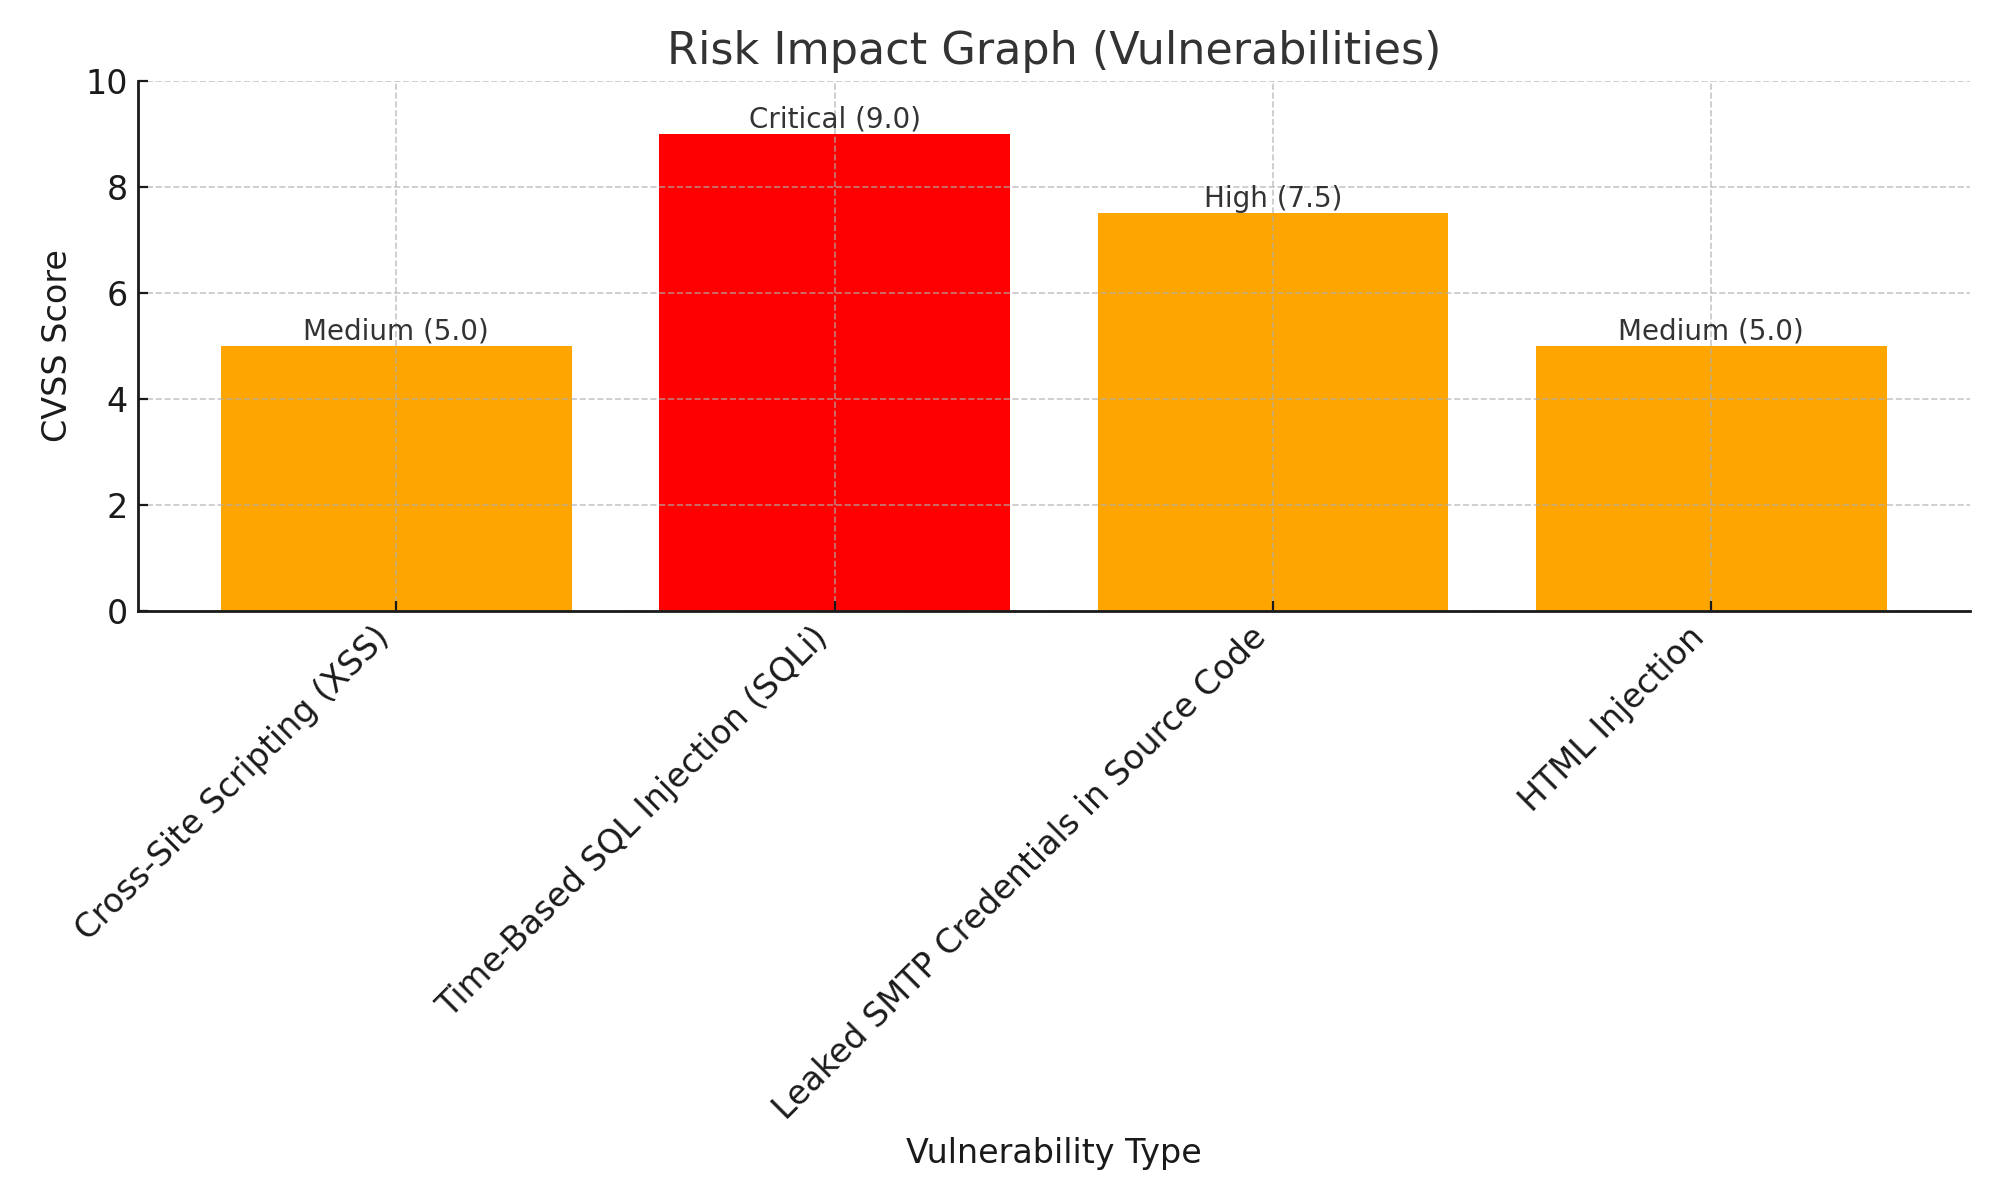 Risk Impact Graph (Vulnerabilities)
10
8
6
4
2
0
CVSS Score
Medium (5.0)
Critical (9.0)
High (7.5)
Medium (5.0)
Cross-Site Scripting (XSS)
Time-Based SQL Injection (SQLi)
Leaked SMTP Credentials in Source Code
HTML Injection
Vulnerability Type